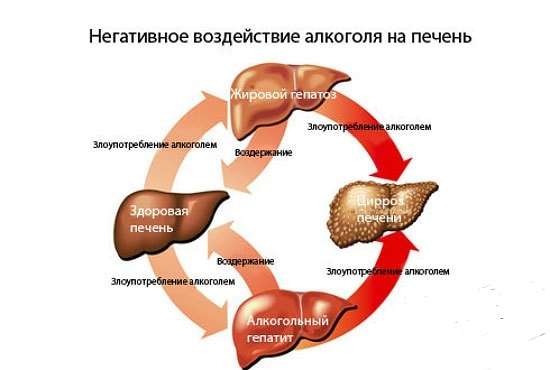 Негативное воздействие алкоголя на печень
Жировой гепатоз
Злоупотребление алкоголем
Злоупотребление алкоголем
Воздержание
Здоровая
печень
Цирроз
печени
Воздержание
Злоупотребление алкоголем
Злоупотребление алкоголем
Алкогольный
гепатит